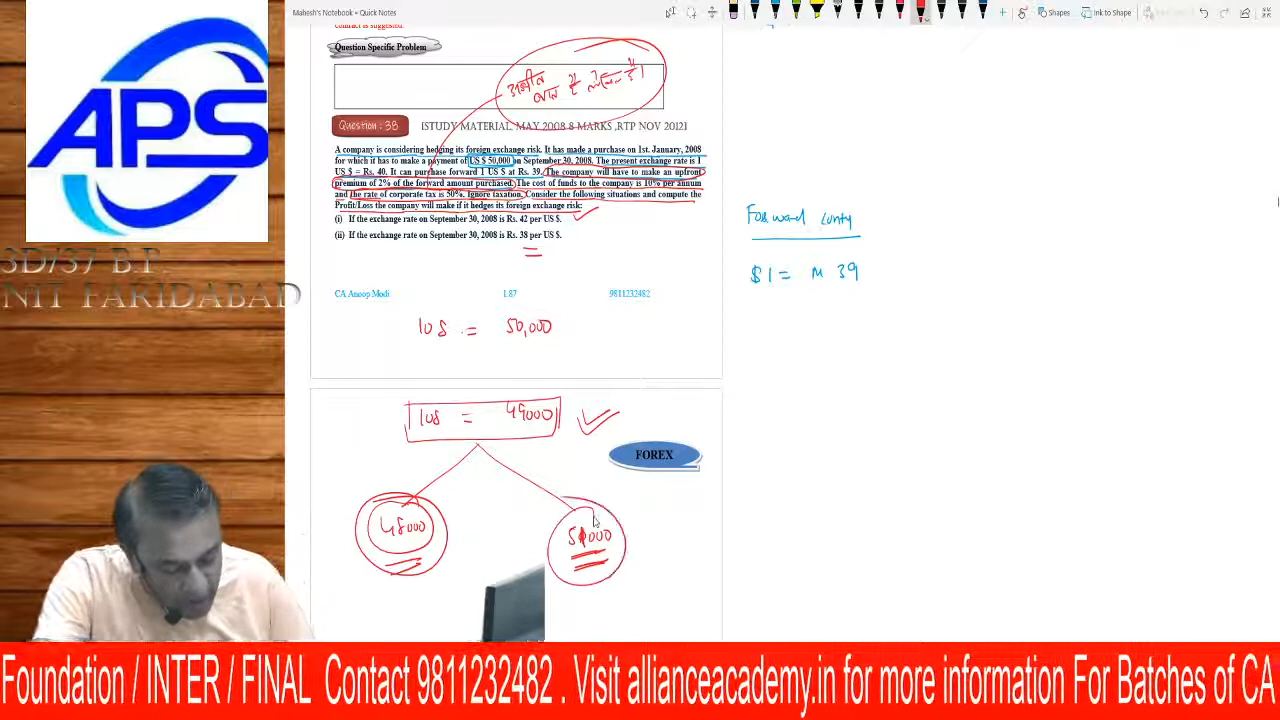 Mahesh's Notebook • Quick Notes
Shapes
Ink to Shape
contract is suggested.
Question Specific Problem
Question : 38
[STUDY MATERIAL, MAY 2008 8 MARKS ,RTP NOV 2012]
A company is considering hedging its foreign exchange risk. It has made a purchase on 1st. January, 2008
for which it has to make a payment of US $ 50,000 on September 30, 2008. The present exchange rate is 1
US $ = Rs. 40. It can purchase forward 1 US $ at Rs. 39. The company will have to make an upfront
premium of 2% of the forward amount purchased. The cost of funds to the company is 10% per annum
and the rate of corporate tax is 50%. Ignore taxation. Consider the following situations and compute the
Profit/Loss the company will make if it hedges its foreign exchange risk:
(i) If the exchange rate on September 30, 2008 is Rs. 42 per US $.
(ii) If the exchange rate on September 30, 2008 is Rs. 38 per US $.
CA Anoop Modi
1.87
9811232482
= 50,000
= 49000
FOREX
48000
51000
Forward
$1 = 39
APS
3D/37 B.P.
NIT FARIDABAD
Foundation / INTER / FINAL Contact 9811232482 . Visit allianceacademy.in for more information For Batches of CA